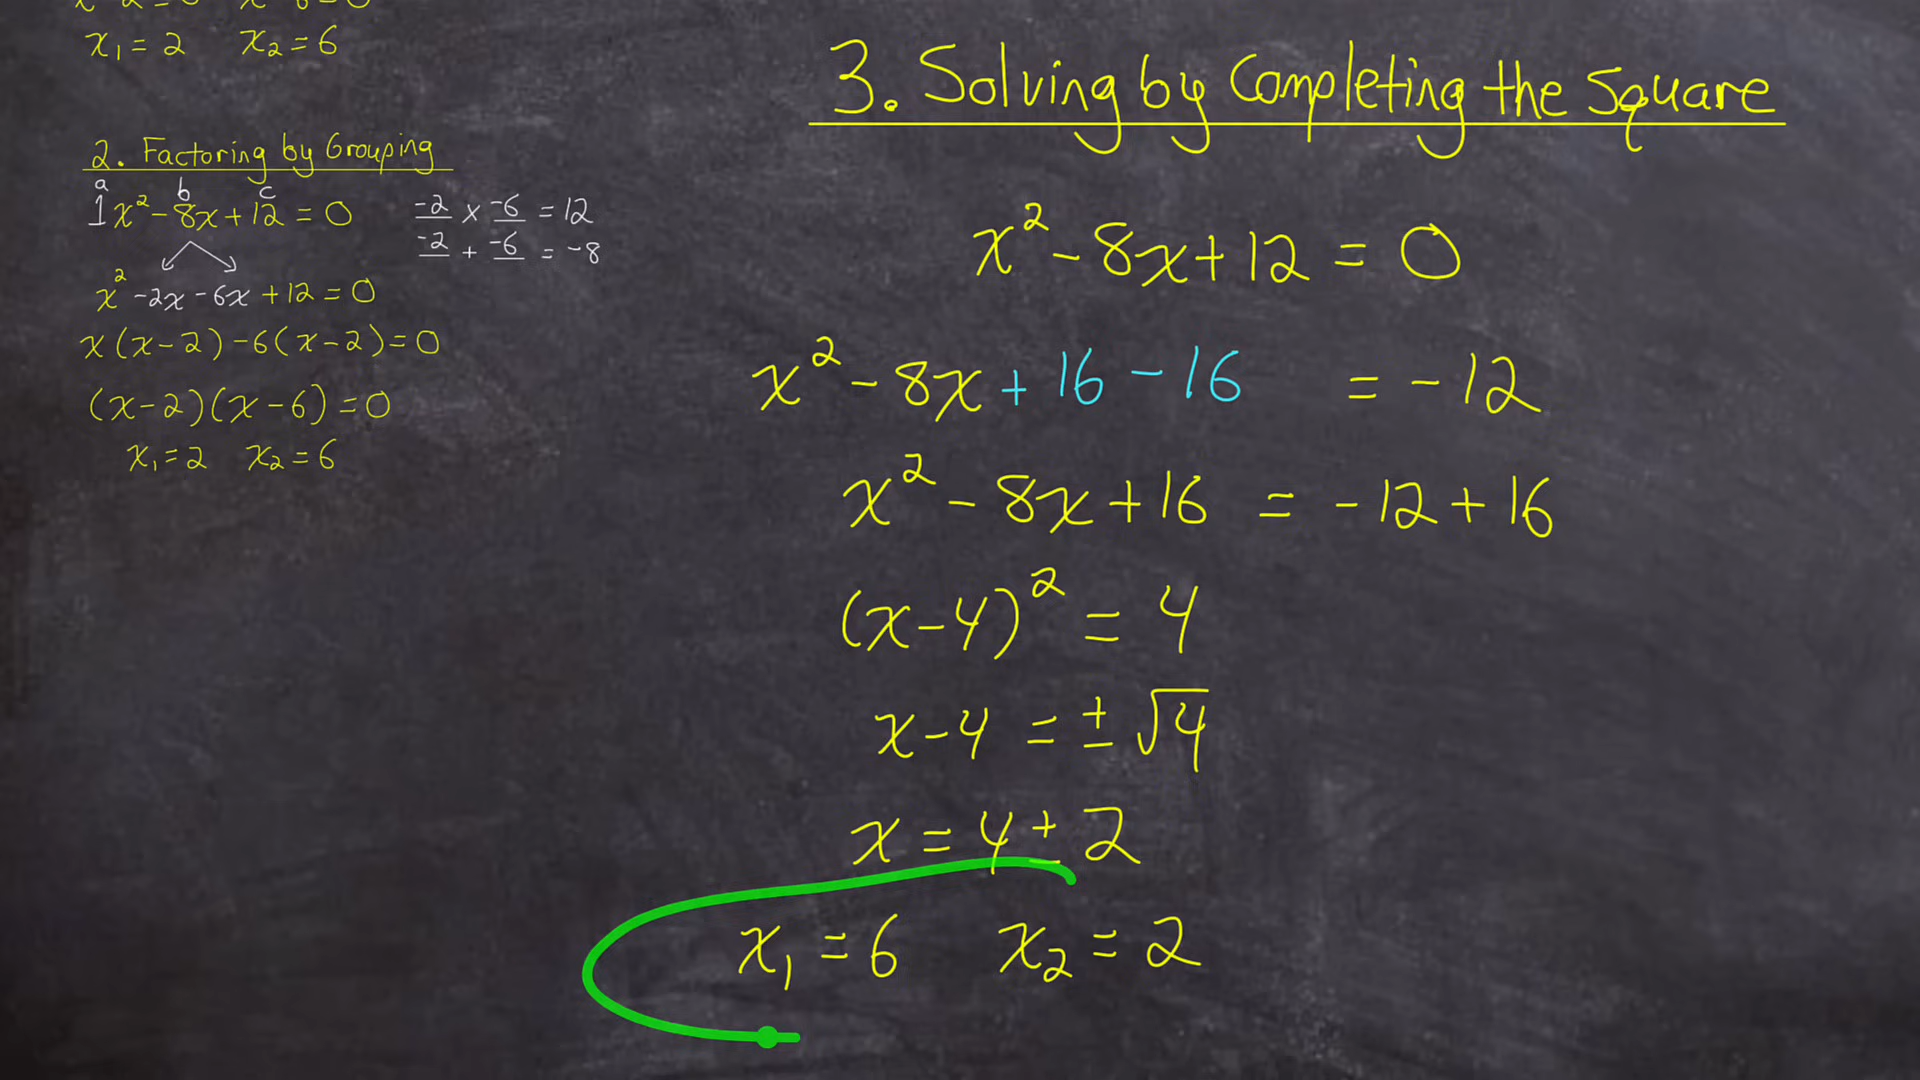 x₁ = 2 x₂ = 6
2. Factoring by Grouping
a b c
1x² - 8x + 12 = 0
-2 × -6 = 12
-2 + -6 = -8
x² - 2x - 6x + 12 = 0
x(x-2) - 6(x-2) = 0
(x-2)(x-6) = 0
x₁ = 2 x₂ = 6
3. Solving by Completing the Square
x² - 8x + 12 = 0
x² - 8x + 16 - 16 = -12
x² - 8x + 16 = -12 + 16
(x-4)² = 4
x-4 = ± √4
x = 4 ± 2
x₁ = 6 x₂ = 2